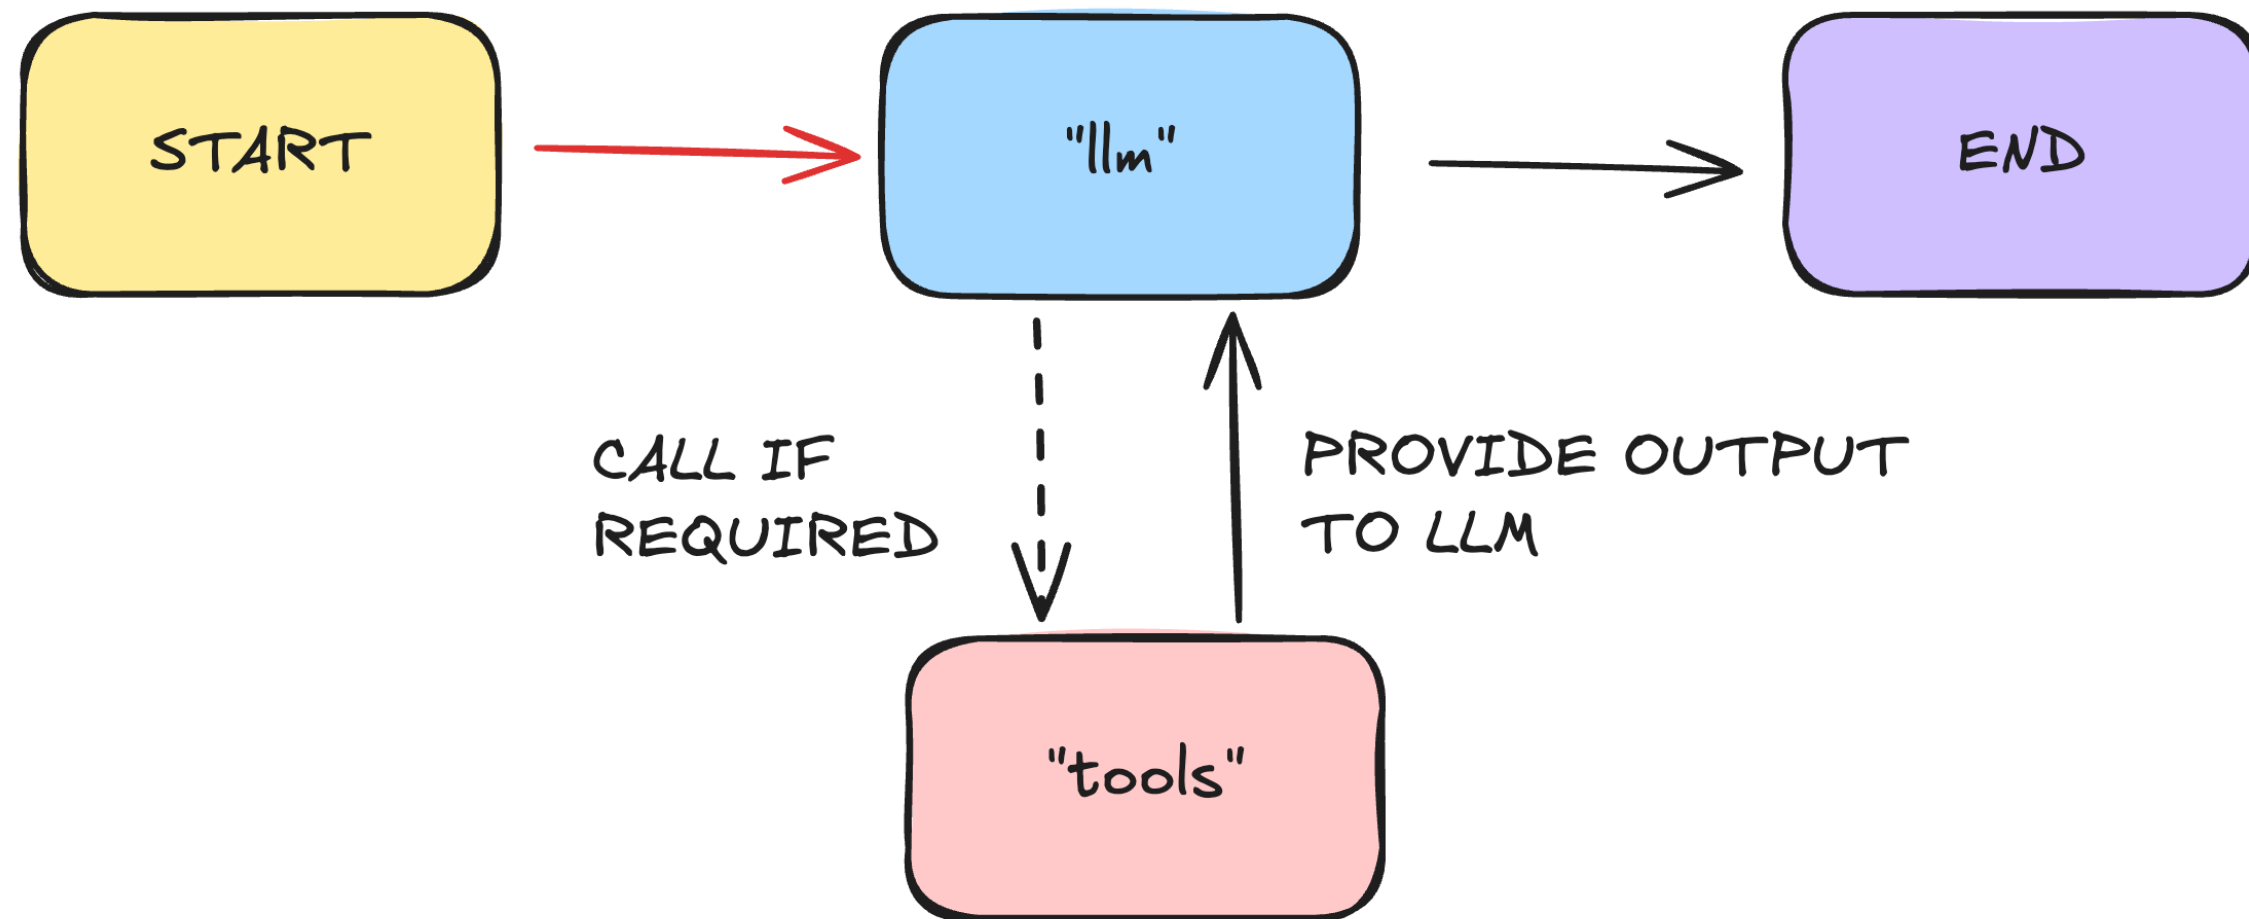 START
"llm"
END
CALL IF
REQUIRED
PROVIDE OUTPUT
TO LLM
"tools"